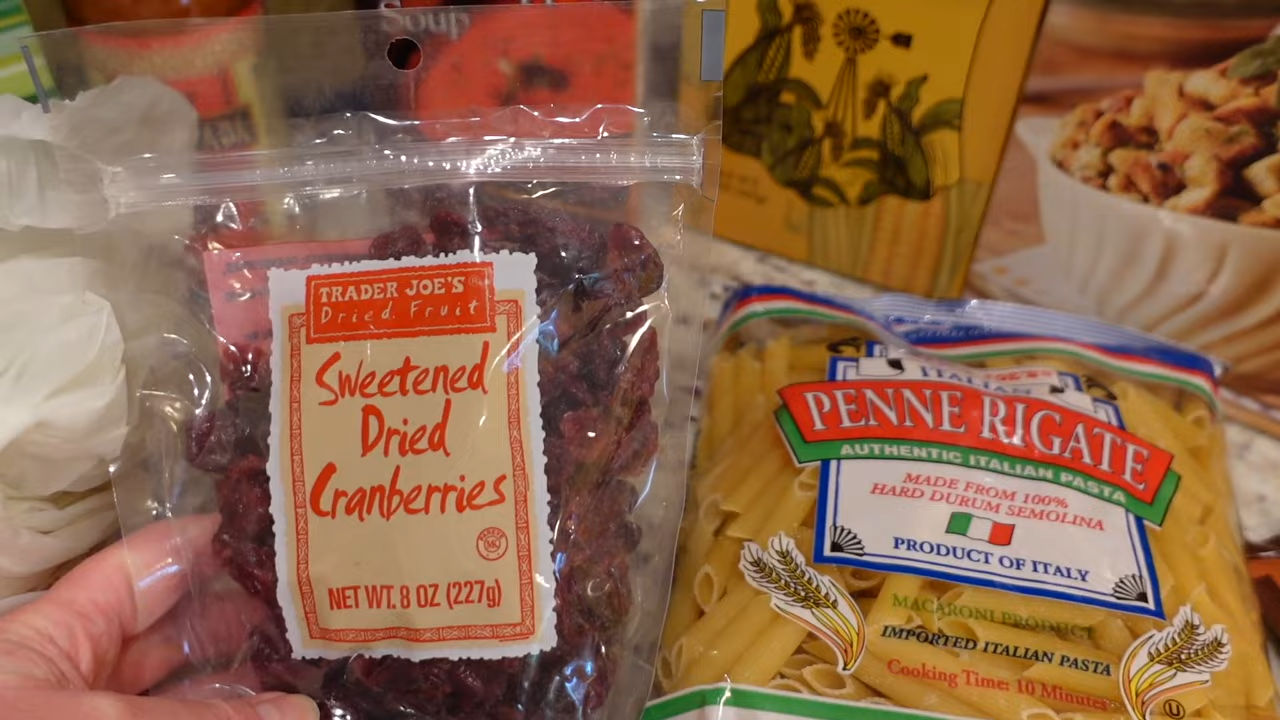 Soup
TRADER JOE'S®
Dried Fruit
Sweetened
Dried
Cranberries
NET WT. 8 OZ (227g)
ITALIAN
PENNE RIGATE
AUTHENTIC ITALIAN PASTA
MADE FROM 100%
HARD DURUM SEMOLINA
PRODUCT OF ITALY
MACARONI PRODUCT
IMPORTED ITALIAN PASTA
Cooking Time: 10 Minutes
U